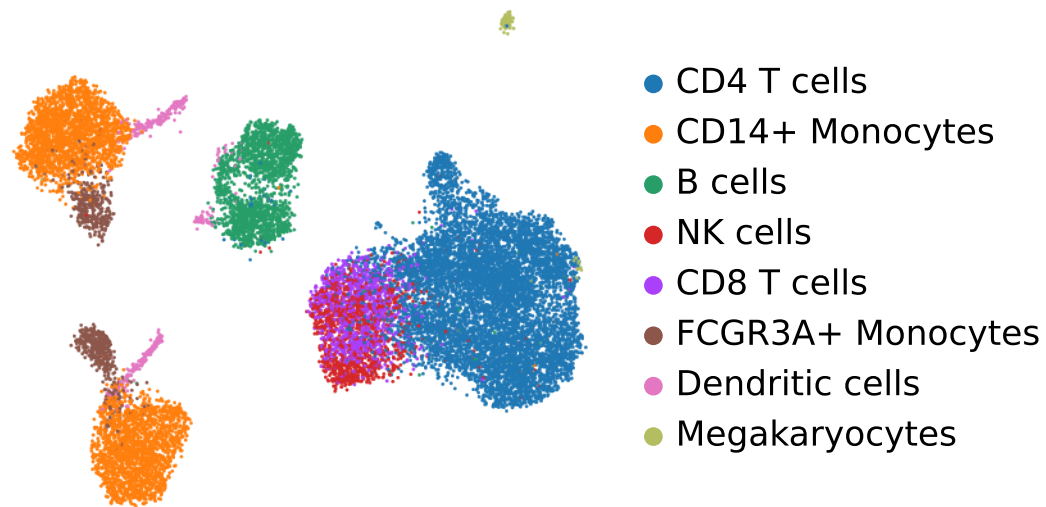 CD4 T cells
CD14+ Monocytes
B cells
NK cells
CD8 T cells
FCGR3A+ Monocytes
Dendritic cells
Megakaryocytes